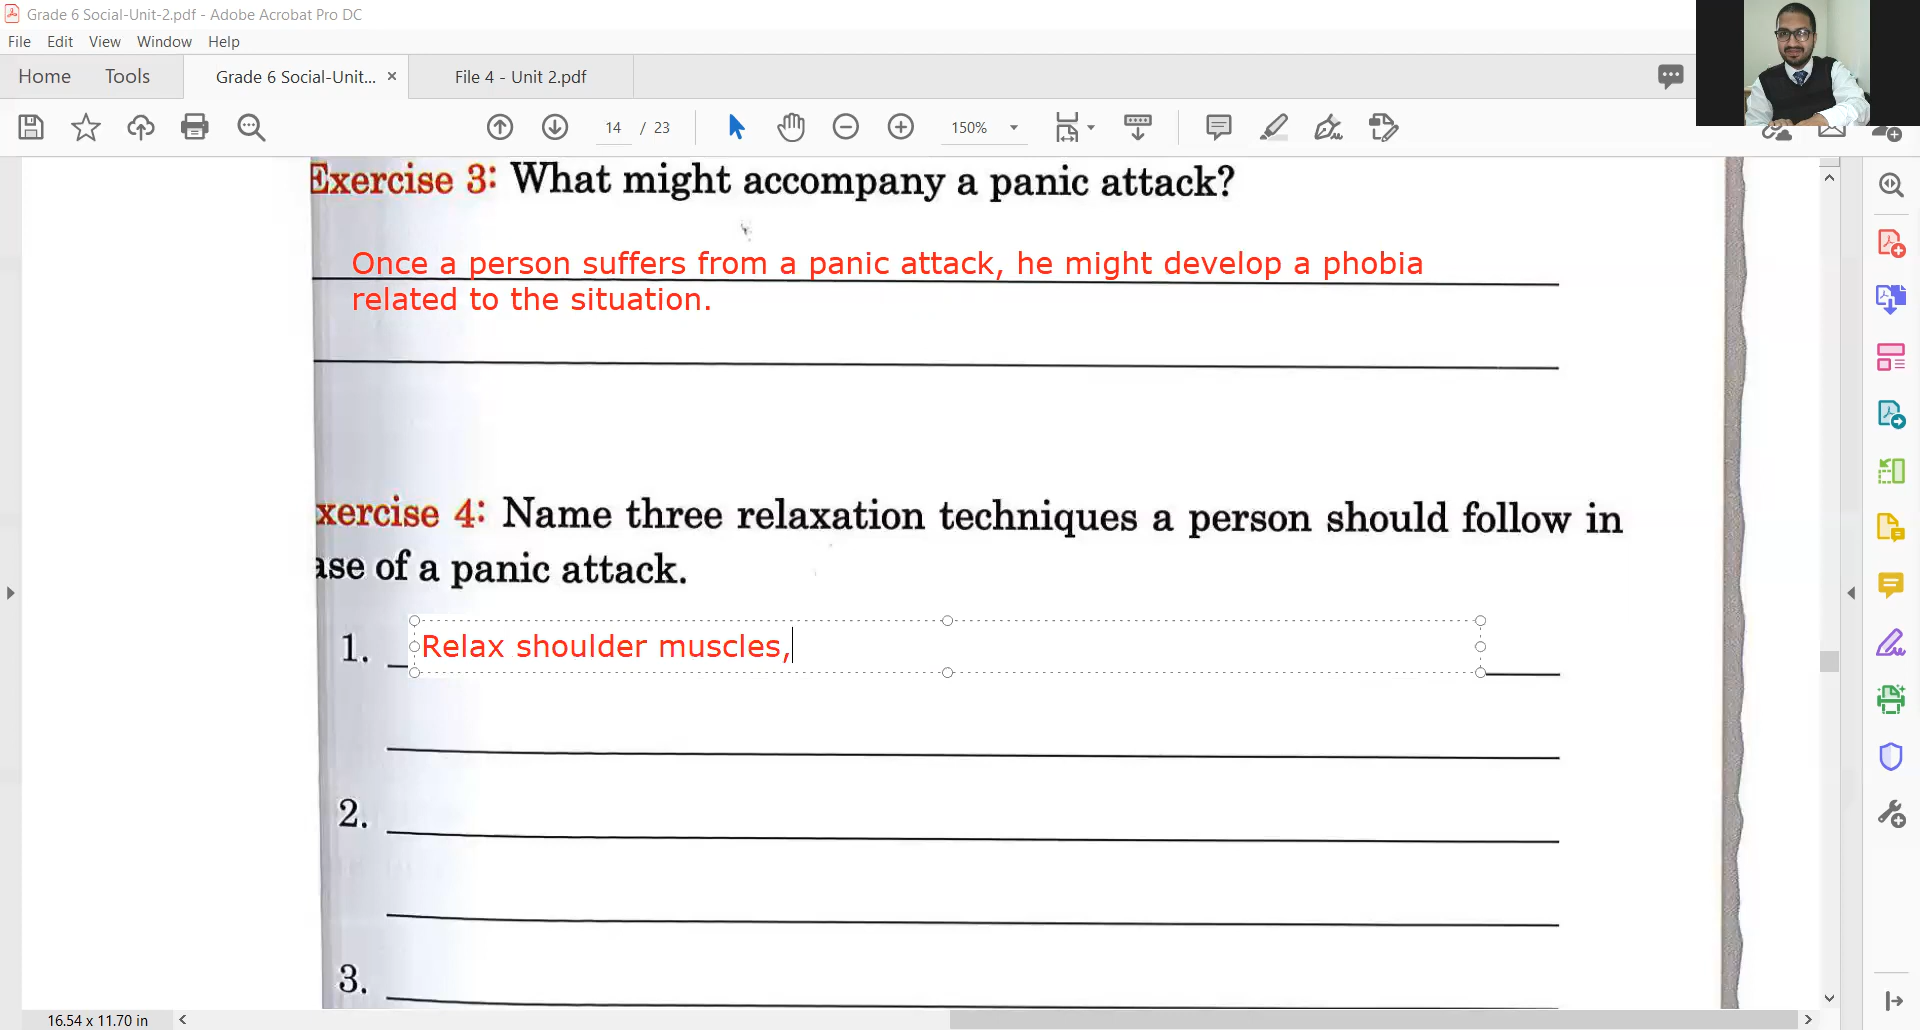 Grade 6 Social-Unit-2.pdf - Adobe Acrobat Pro DC
File Edit View Window Help
Home Tools Grade 6 Social-Unit... × File 4 - Unit 2.pdf
14 / 23 150%
Exercise 3: What might accompany a panic attack?
Once a person suffers from a panic attack, he might develop a phobia
related to the situation.
xercise 4: Name three relaxation techniques a person should follow in
ase of a panic attack.
1. Relax shoulder muscles,
2.
3.
16.54 x 11.70 in